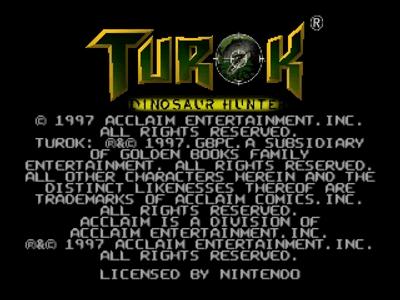 TUROK®
DINOSAUR HUNTER
© 1997 ACCLAIM ENTERTAINMENT.INC.
ALL RIGHTS RESERVED.
TUROK: ®&© 1997.GBPC.A SUBSIDIARY
OF GOLDEN BOOKS FAMILY
ENTERTAINMENT. ALL RIGHTS RESERVED.
ALL OTHER CHARACTERS HEREIN AND THE
DISTINCT LIKENESSES THEREOF ARE
TRADEMARKS OF ACCLAIM COMICS.INC.
ALL RIGHTS RESERVED.
ACCLAIM IS A DIVISION OF
ACCLAIM ENTERTAINMENT.INC.
®&© 1997 ACCLAIM ENTERTAINMENT.INC.
ALL RIGHTS RESERVED.
LICENSED BY NINTENDO